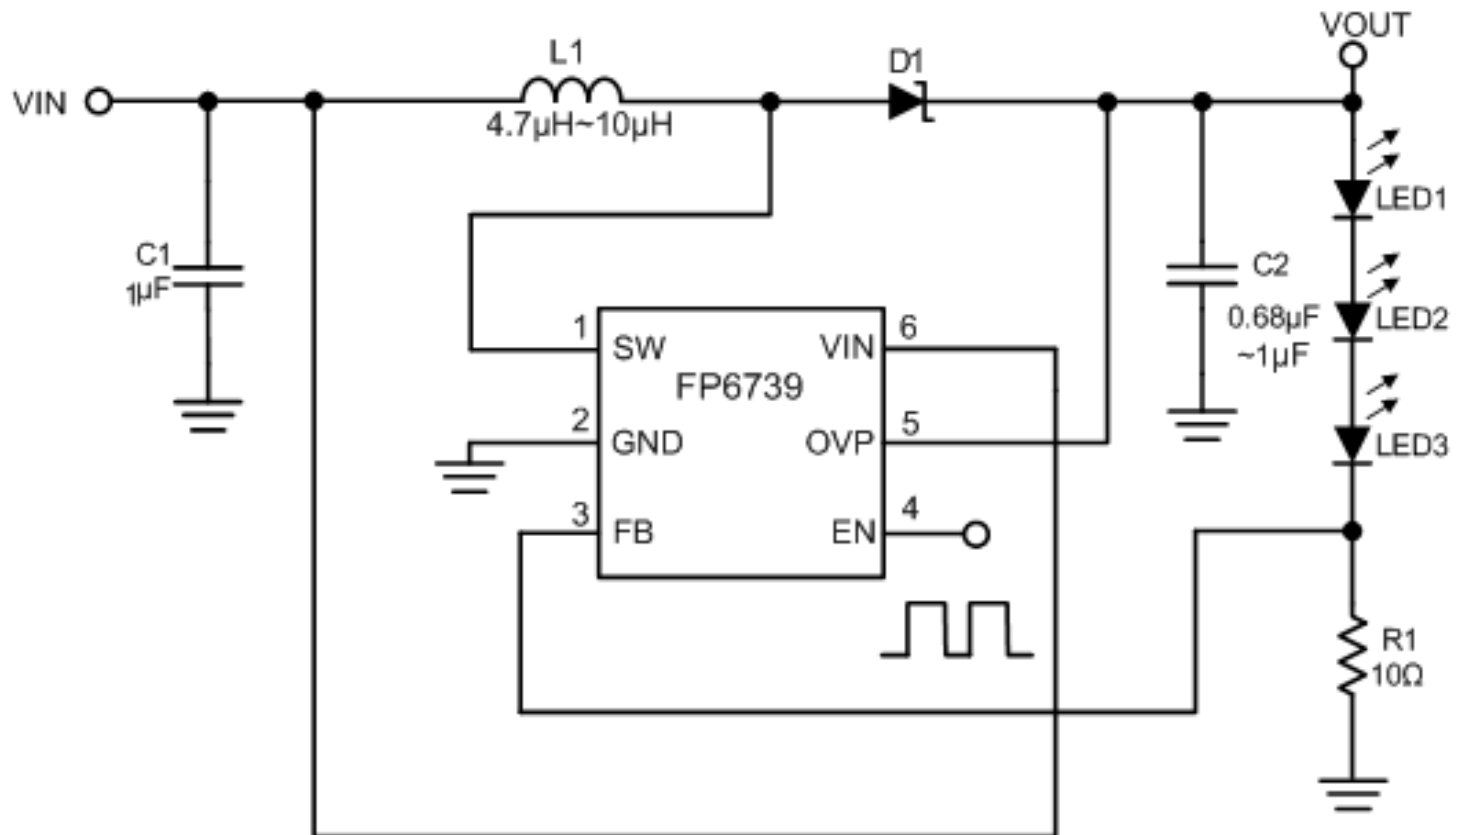 VOUT
L1
D1
VIN
4.7µH~10µH
LED1
C1
1µF
C2
0.68µF
~1µF
LED2
1
SW
VIN
6
FP6739
2
GND
OVP
5
LED3
3
FB
EN
4
R1
10Ω